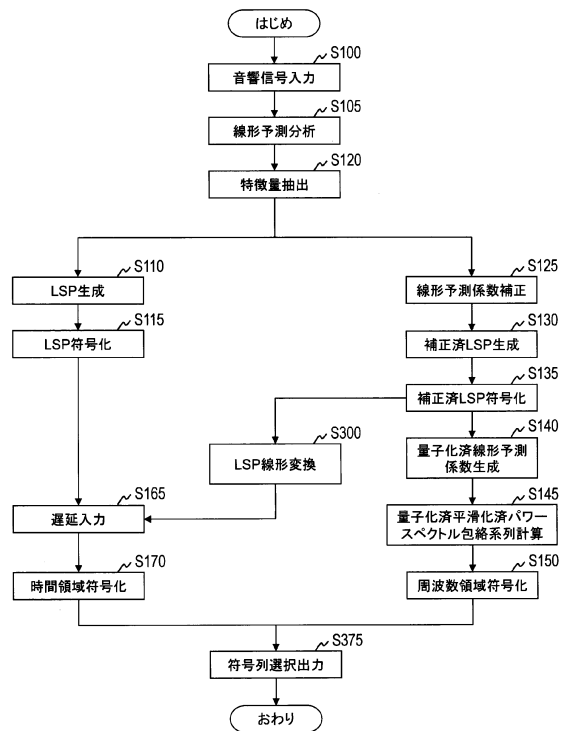 はじめ
S100
音響信号入力
S105
線形予測分析
S120
特徴量抽出
S110
LSP生成
S115
LSP符号化
S125
線形予測係数補正
S130
補正済LSP生成
S135
補正済LSP符号化
S300
LSP線形変換
S140
量子化済線形予測
係数生成
S165
遅延入力
S145
量子化済平滑化済パワー
スペクトル包絡系列計算
S170
時間領域符号化
S150
周波数領域符号化
S375
符号列選択出力
おわり